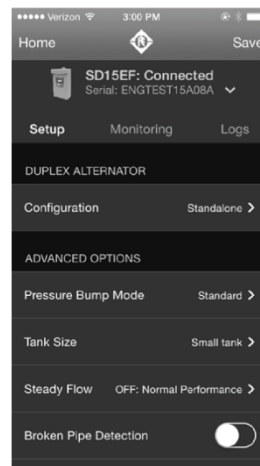 Verizon 3:00 PM
Home R Save
SD15EF: Connected
Serial: ENGTEST15A08A
Setup Monitoring Logs
DUPLEX ALTERNATOR
Configuration Standalone
ADVANCED OPTIONS
Pressure Bump Mode Standard
Tank Size Small tank
Steady Flow OFF: Normal Performance
Broken Pipe Detection